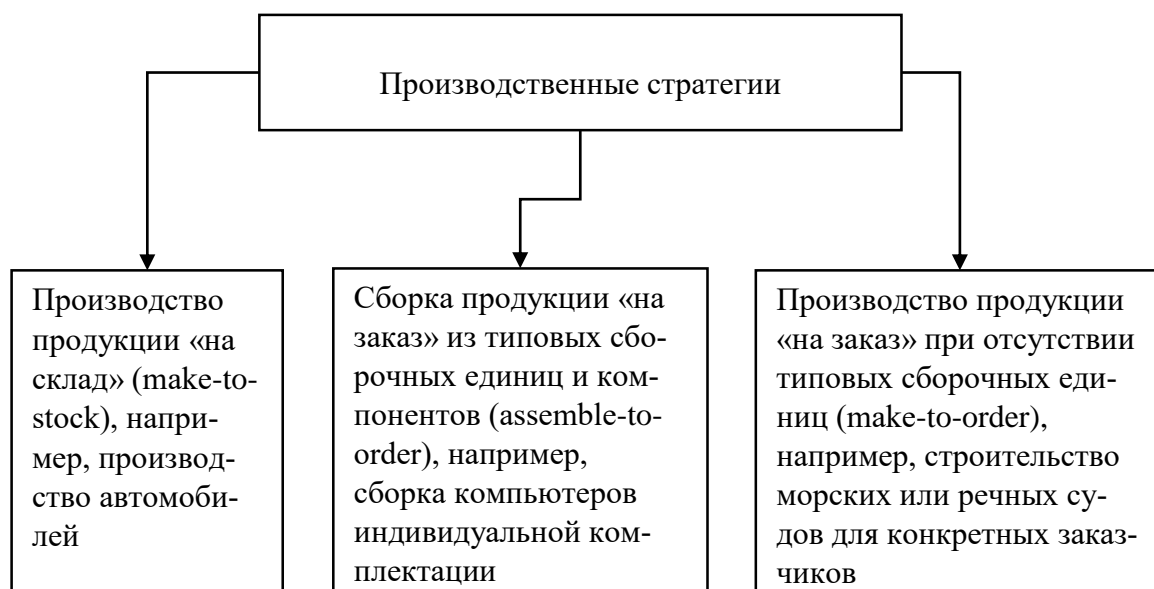 Производственные стратегии
Производство
продукции «на
склад» (make-to-
stock), напри-
мер, производ-
ство автомоби-
лей
Сборка продукции «на
заказ» из типовых сбо-
рочных единиц и ком-
понентов (assemble-to-
order), например,
сборка компьютеров
индивидуальной ком-
плектации
Производство продукции
«на заказ» при отсутствии
типовых сборочных еди-
ниц (make-to-order),
например, строительство
морских или речных су-
дов для конкретных заказ-
чиков